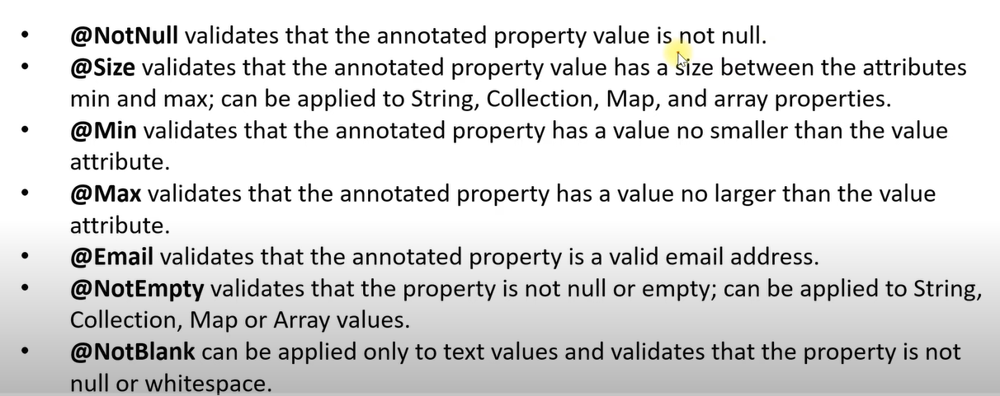 • @NotNull validates that the annotated property value is not null.
• @Size validates that the annotated property value has a size between the attributes
min and max; can be applied to String, Collection, Map, and array properties.
• @Min validates that the annotated property has a value no smaller than the value
attribute.
• @Max validates that the annotated property has a value no larger than the value
attribute.
• @Email validates that the annotated property is a valid email address.
• @NotEmpty validates that the property is not null or empty; can be applied to String,
Collection, Map or Array values.
• @NotBlank can be applied only to text values and validates that the property is not
null or whitespace.